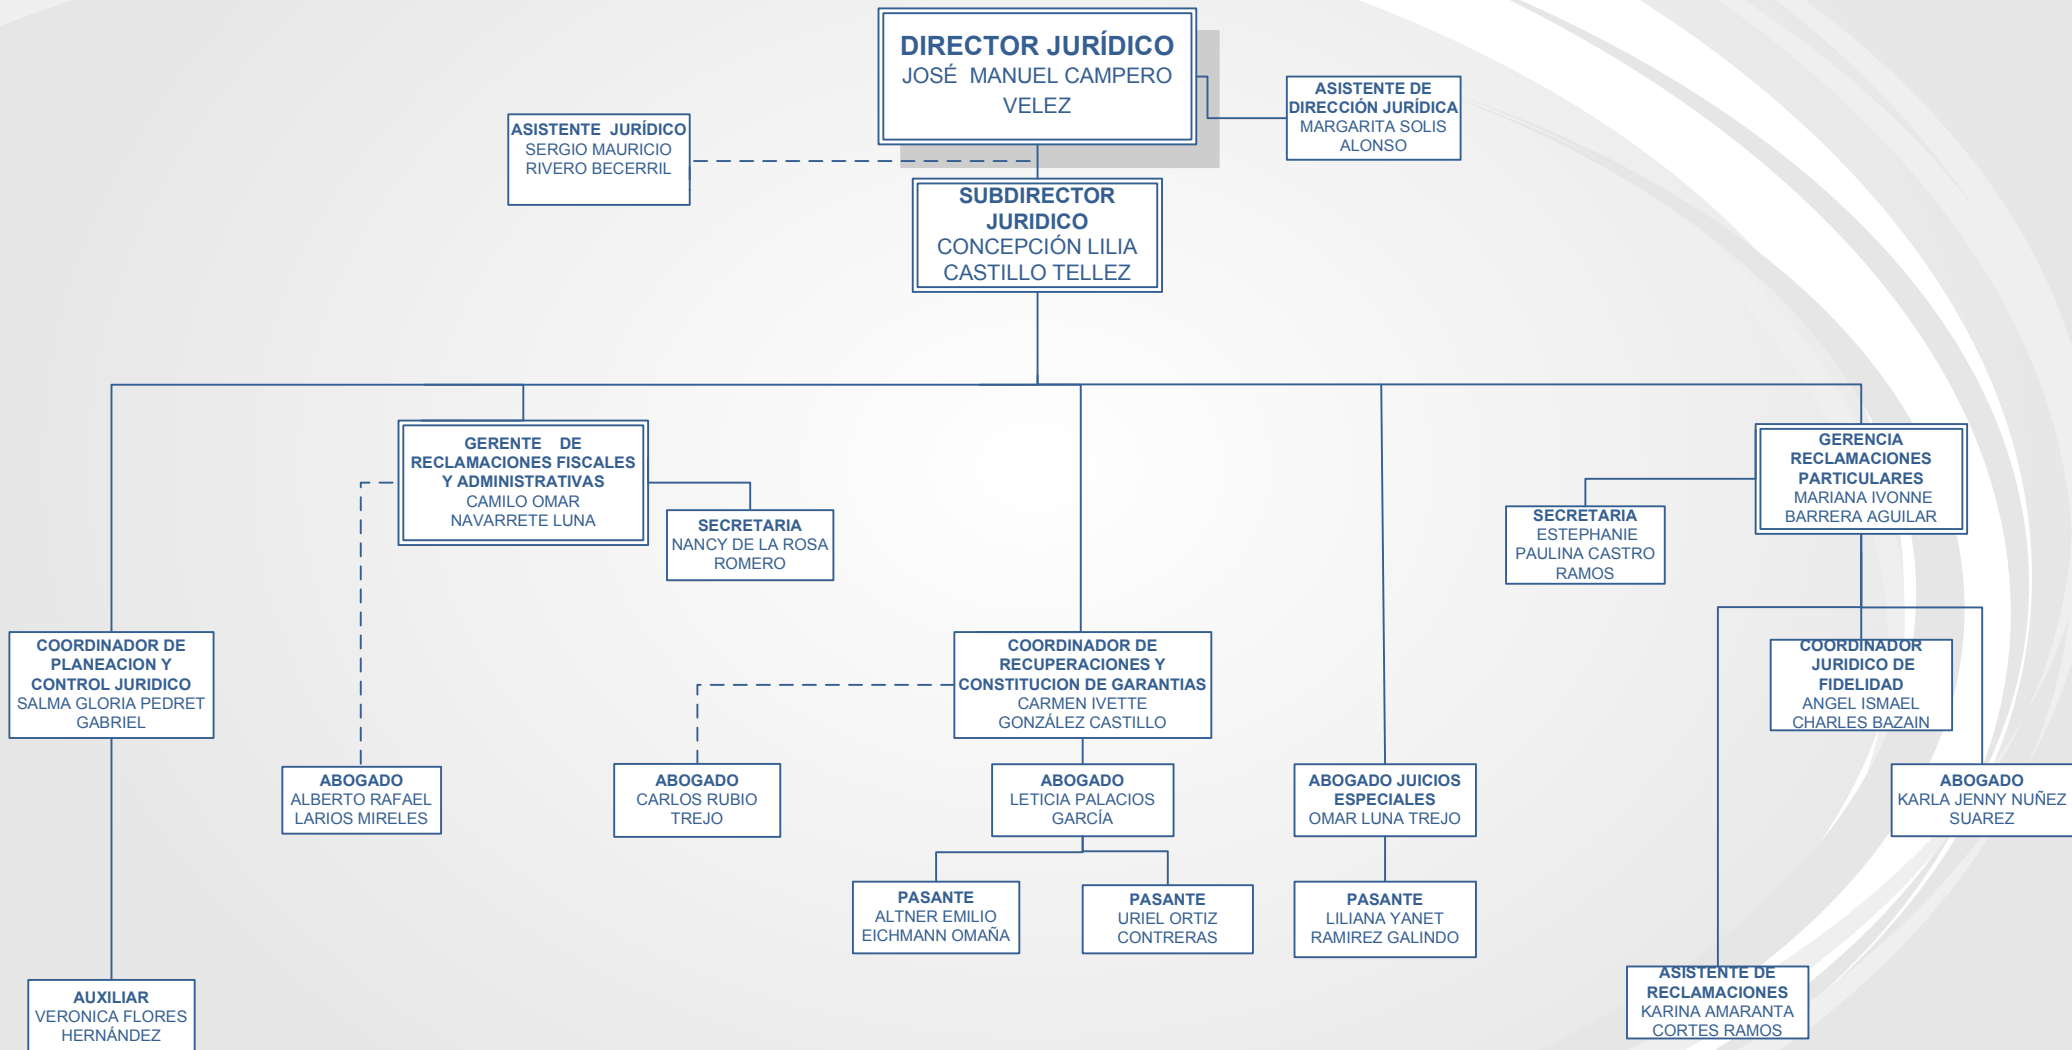 DIRECTOR JURÍDICO
JOSÉ MANUEL CAMPERO
VELEZ
ASISTENTE DE
DIRECCIÓN JURÍDICA
MARGARITA SOLIS
ALONSO
ASISTENTE JURÍDICO
SERGIO MAURICIO
RIVERO BECERRIL
SUBDIRECTOR
JURIDICO
CONCEPCIÓN LILIA
CASTILLO TELLEZ
GERENTE DE
RECLAMACIONES FISCALES
Y ADMINISTRATIVAS
CAMILO OMAR
NAVARRETE LUNA
SECRETARIA
NANCY DE LA ROSA
ROMERO
GERENCIA
RECLAMACIONES
PARTICULARES
MARIANA IVONNE
BARRERA AGUILAR
SECRETARIA
ESTEPHANIE
PAULINA CASTRO
RAMOS
COORDINADOR DE
PLANEACION Y
CONTROL JURIDICO
SALMA GLORIA PEDRET
GABRIEL
COORDINADOR DE
RECUPERACIONES Y
CONSTITUCION DE GARANTIAS
CARMEN IVETTE
GONZÁLEZ CASTILLO
COORDINADOR
JURIDICO DE
FIDELIDAD
ANGEL ISMAEL
CHARLES BAZAIN
ABOGADO
ALBERTO RAFAEL
LARIOS MIRELES
ABOGADO
CARLOS RUBIO
TREJO
ABOGADO
LETICIA PALACIOS
GARCÍA
ABOGADO JUICIOS
ESPECIALES
OMAR LUNA TREJO
ABOGADO
KARLA JENNY NUÑEZ
SUAREZ
PASANTE
ALTNER EMILIO
EICHMANN OMAÑA
PASANTE
URIEL ORTIZ
CONTRERAS
PASANTE
LILIANA YANET
RAMIREZ GALINDO
AUXILIAR
VERONICA FLORES
HERNÁNDEZ
ASISTENTE DE
RECLAMACIONES
KARINA AMARANTA
CORTES RAMOS